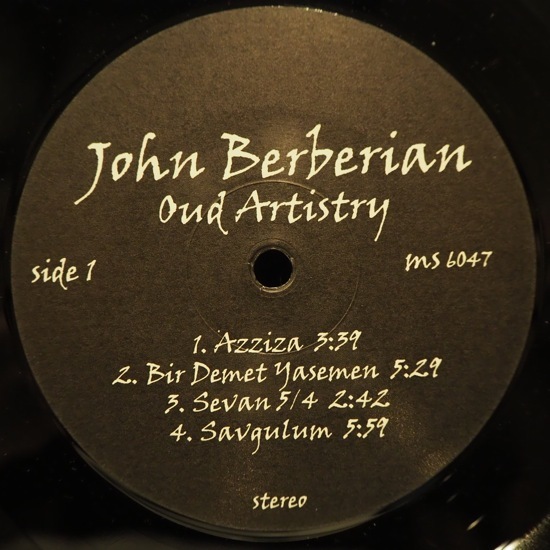 John Berberian
Oud Artistry
side 1
ms 6047
1. Azziza 3:39
2. Bir Demet Yasemen 5:29
3. Sevan 5/4 2:42
4. Savgulum 5:59
stereo